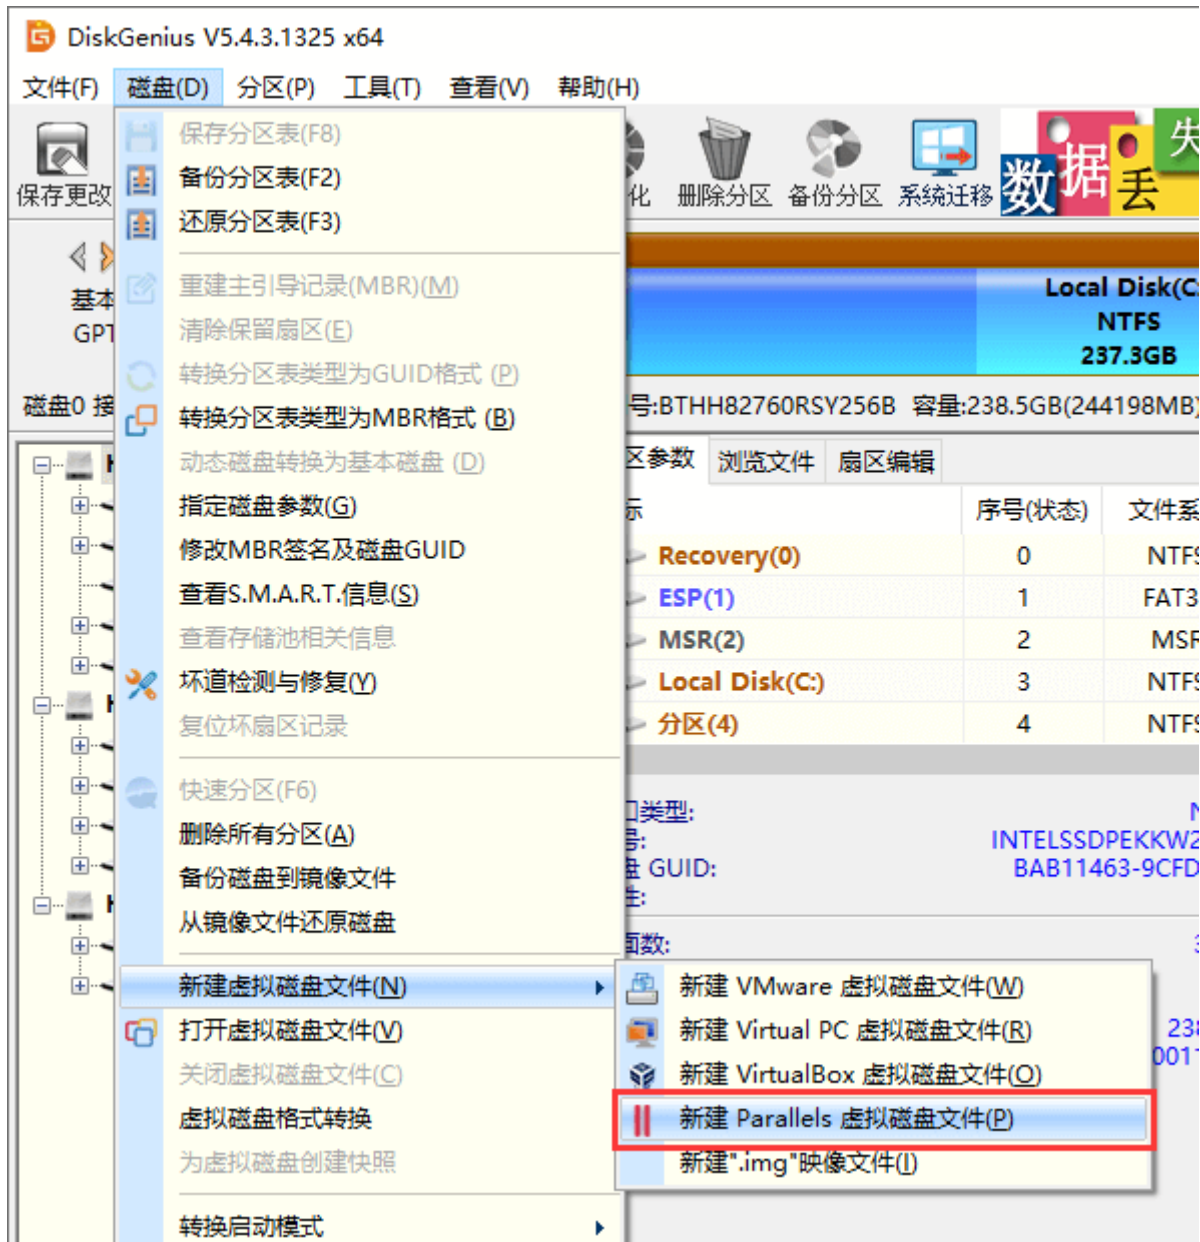 DiskGenius V5.4.3.1325 x64
文件(F) 磁盘(D) 分区(P) 工具(T) 查看(V) 帮助(H)
保存更改 化 删除分区 备份分区 系统迁移 数据丢失
保存分区表(F8)
备份分区表(F2)
还原分区表(F3)
重建主引导记录(MBR)(M)
清除保留扇区(E)
转换分区表类型为GUID格式 (P)
转换分区表类型为MBR格式 (B)
动态磁盘转换为基本磁盘 (D)
指定磁盘参数(G)
修改MBR签名及磁盘GUID
查看S.M.A.R.T.信息(S)
查看存储池相关信息
坏道检测与修复(Y)
复位坏扇区记录
快速分区(F6)
删除所有分区(A)
备份磁盘到镜像文件
从镜像文件还原磁盘
新建虚拟磁盘文件(N)
打开虚拟磁盘文件(V)
关闭虚拟磁盘文件(C)
虚拟磁盘格式转换
为虚拟磁盘创建快照
转换启动模式
新建 VMware 虚拟磁盘文件(W)
新建 Virtual PC 虚拟磁盘文件(R)
新建 VirtualBox 虚拟磁盘文件(O)
新建 Parallels 虚拟磁盘文件(P)
新建".img"映像文件(I)
基本
GPT
Local Disk(C:
NTFS
237.3GB
磁盘0 接
号:BTHH82760RSY256B 容量:238.5GB(244198MB)
区参数 浏览文件 扇区编辑
标 序号(状态) 文件系
Recovery(0) 0 NTFS
ESP(1) 1 FAT3
MSR(2) 2 MSR
Local Disk(C:) 3 NTFS
分区(4) 4 NTFS
口类型: N
号: INTELSSDPEKKW2
盘 GUID: BAB11463-9CFD
性:
面数: 3
238
0011